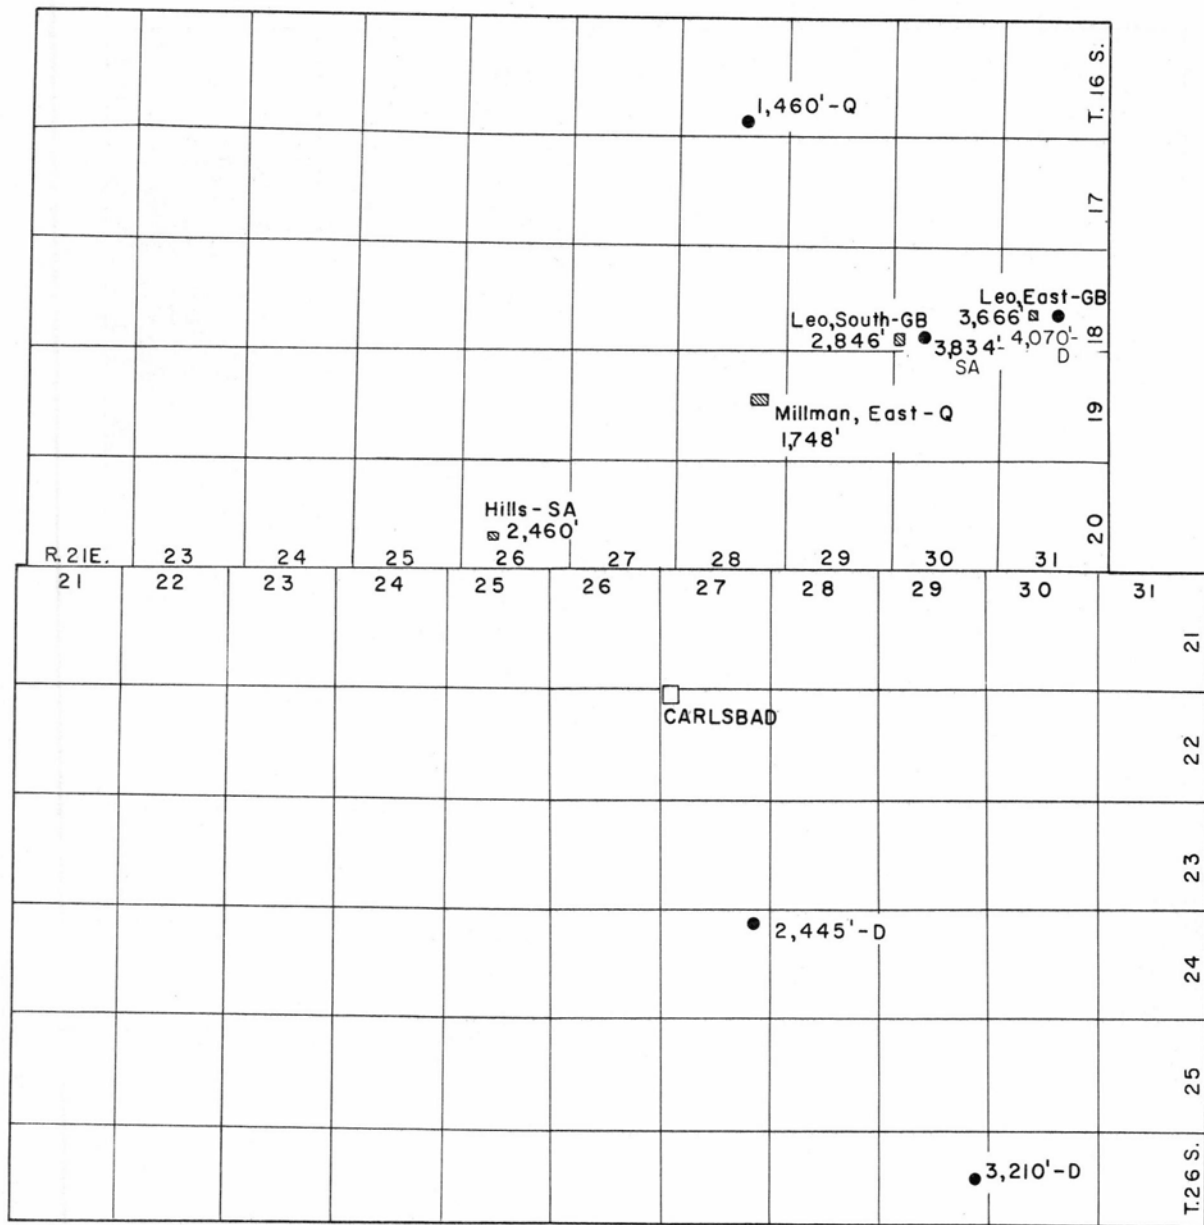 T. 16 S.
1,460'-Q
17
Leo, East-GB
3,666'
Leo, South-GB
2,846'
3,834'-
SA
4,070'-
D
18
Millman, East-Q
1,748'
19
Hills-SA
2,460'
20
R. 21E. 23 24 25 26 27 28 29 30 31
21 22 23 24 25 26 27 28 29 30 31
21
CARLSBAD
22
23
2,445'-D
24
25
3,210'-D
T.26 S.